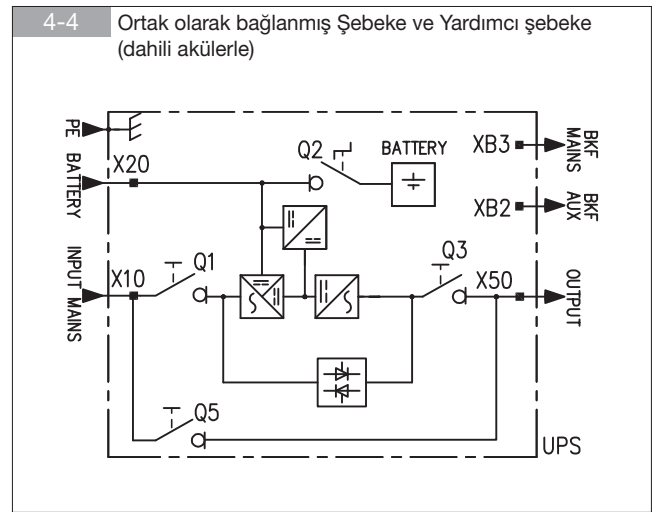 4-4
Ortak olarak bağlanmış Şebeke ve Yardımcı şebeke
(dahili akülerle)
PE
BATTERY
X20
Q2
BATTERY
XB3
BKF
MAINS
XB2
BKF
AUX
INPUT MAINS
X10
Q1
Q3
X50
OUTPUT
Q5
UPS